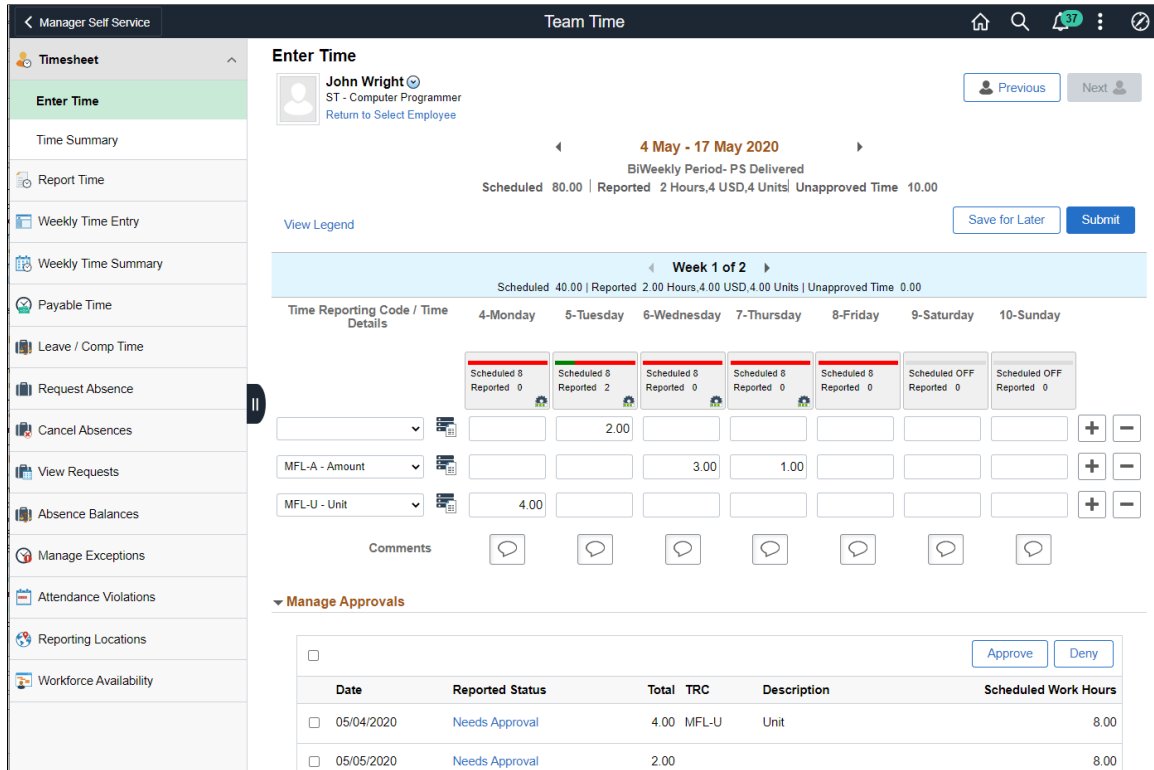 Manager Self Service
Team Time
37
Timesheet
Enter Time
Time Summary
Report Time
Weekly Time Entry
Weekly Time Summary
Payable Time
Leave / Comp Time
Request Absence
Cancel Absences
View Requests
Absence Balances
Manage Exceptions
Attendance Violations
Reporting Locations
Workforce Availability
Enter Time
John Wright
ST - Computer Programmer
Return to Select Employee
Previous
Next
4 May - 17 May 2020
BiWeekly Period- PS Delivered
Scheduled 80.00 | Reported 2 Hours,4 USD,4 Units| Unapproved Time 10.00
View Legend
Save for Later
Submit
Week 1 of 2
Scheduled 40.00 | Reported 2.00 Hours,4.00 USD,4.00 Units | Unapproved Time 0.00
Time Reporting Code / Time Details 4-Monday 5-Tuesday 6-Wednesday 7-Thursday 8-Friday 9-Saturday 10-Sunday
Scheduled 8 Scheduled 8 Scheduled 8 Scheduled 8 Scheduled 8 Scheduled OFF Scheduled OFF
Reported 0 Reported 2 Reported 0 Reported 0 Reported 0 Reported 0 Reported 0
2.00
MFL-A - Amount 3.00 1.00
MFL-U - Unit 4.00
Comments
Manage Approvals
Approve Deny
Date Reported Status Total TRC Description Scheduled Work Hours
05/04/2020 Needs Approval 4.00 MFL-U Unit 8.00
05/05/2020 Needs Approval 2.00 8.00